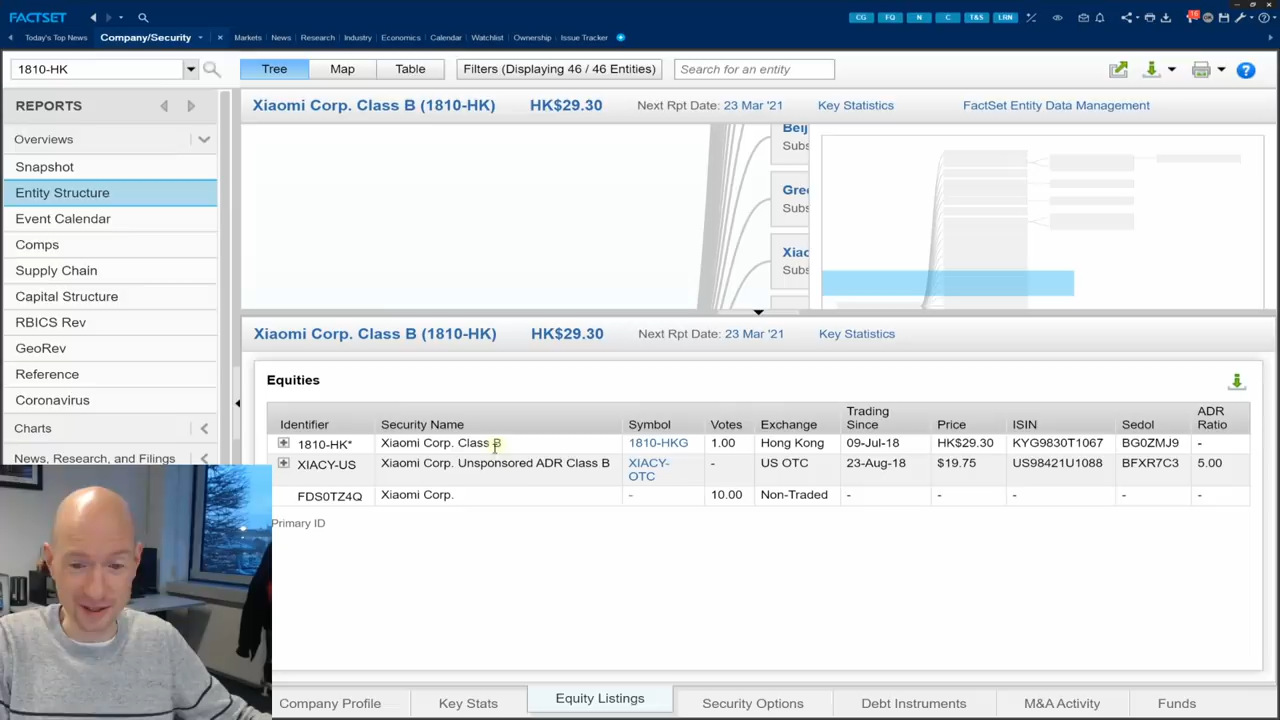 FACTSET
CG FQ N C T&S LRN
Today's Top News Company/Security Markets News Research Industry Economics Calendar Watchlist Ownership Issue Tracker
1810-HK Tree Map Table Filters (Displaying 46 / 46 Entities) Search for an entity
REPORTS
Overviews
Snapshot
Entity Structure
Event Calendar
Comps
Supply Chain
Capital Structure
RBICS Rev
GeoRev
Reference
Coronavirus
Charts
News, Research, and Filings
Xiaomi Corp. Class B (1810-HK) HK$29.30 Next Rpt Date: 23 Mar '21 Key Statistics FactSet Entity Data Management
Beij
Subs
Gree
Subs
Xiac
Subs
Xiaomi Corp. Class B (1810-HK) HK$29.30 Next Rpt Date: 23 Mar '21 Key Statistics
Equities
Identifier Security Name Symbol Votes Exchange Trading Since Price ISIN Sedol ADR Ratio
1810-HK* Xiaomi Corp. Class B 1810-HKG 1.00 Hong Kong 09-Jul-18 HK$29.30 KYG9830T1067 BG0ZMJ9 -
XIACY-US Xiaomi Corp. Unsponsored ADR Class B XIACY-OTC - US OTC 23-Aug-18 $19.75 US98421U1088 BFXR7C3 5.00
FDS0TZ4Q Xiaomi Corp. - 10.00 Non-Traded - - - - -
Primary ID
Company Profile Key Stats Equity Listings Security Options Debt Instruments M&A Activity Funds